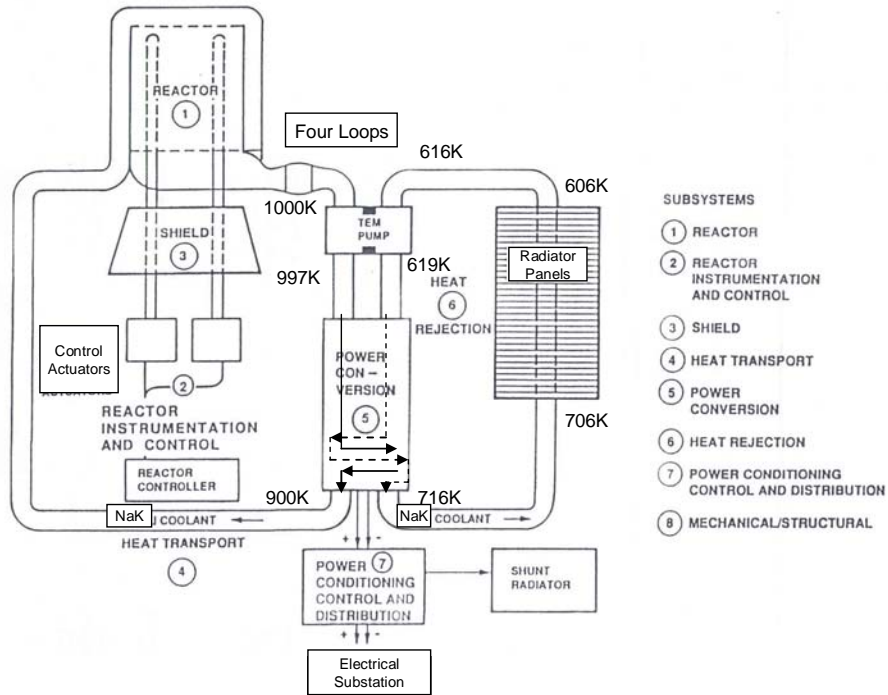 REACTOR
1
Four Loops
616K
606K
1000K
TEM
PUMP
SHIELD
3
997K
619K
HEAT
6
REJECTION
Radiator
Panels
Control
Actuators
2
REACTOR
INSTRUMENTATION
AND CONTROL
REACTOR
CONTROLLER
POWER
CON –
VERSION
5
706K
900K
716K
NaK
COOLANT
NaK
COOLANT
HEAT TRANSPORT
4
+ -
POWER 7
CONDITIONING
CONTROL AND
DISTRIBUTION
SHUNT
RADIATOR
+ -
Electrical
Substation
SUBSYSTEMS
1 REACTOR
2 REACTOR
INSTRUMENTATION
AND CONTROL
3 SHIELD
4 HEAT TRANSPORT
5 POWER
CONVERSION
6 HEAT REJECTION
7 POWER CONDITIONING
CONTROL AND DISTRIBUTION
8 MECHANICAL/STRUCTURAL